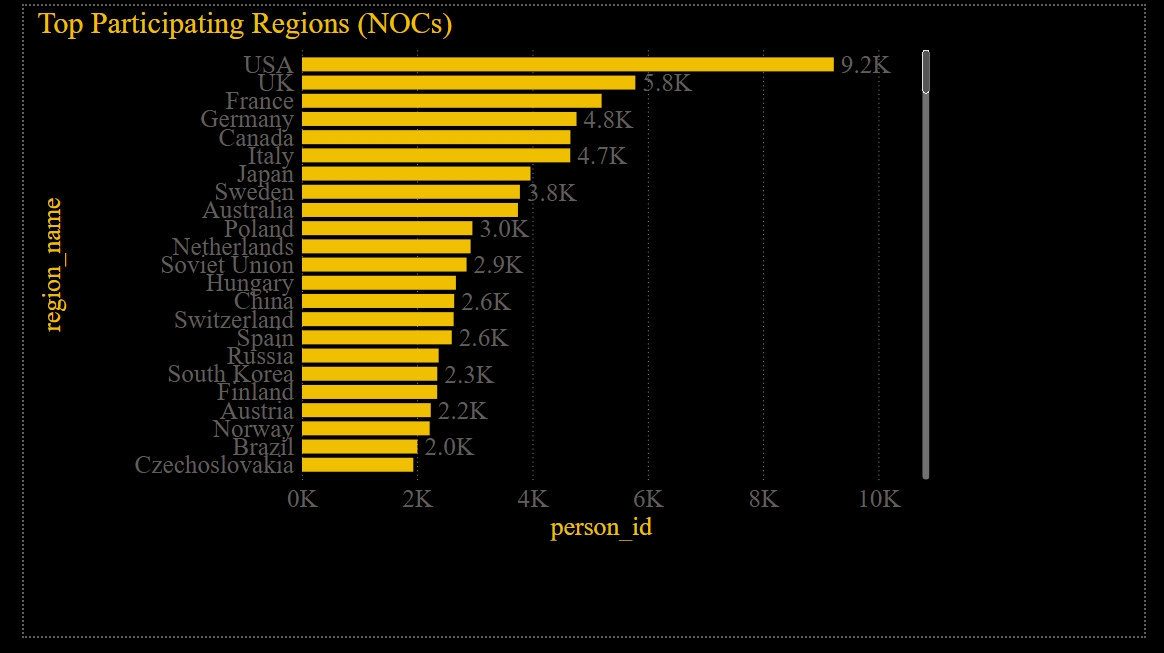 Top Participating Regions (NOCs)
region_name
USA 9.2K
UK 5.8K
France
Germany 4.8K
Canada
Italy 4.7K
Japan
Sweden 3.8K
Australia
Poland 3.0K
Netherlands
Soviet Union 2.9K
Hungary
China 2.6K
Switzerland
Spain 2.6K
Russia
South Korea 2.3K
Finland
Austria 2.2K
Norway
Brazil 2.0K
Czechoslovakia
0K 2K 4K 6K 8K 10K
person_id